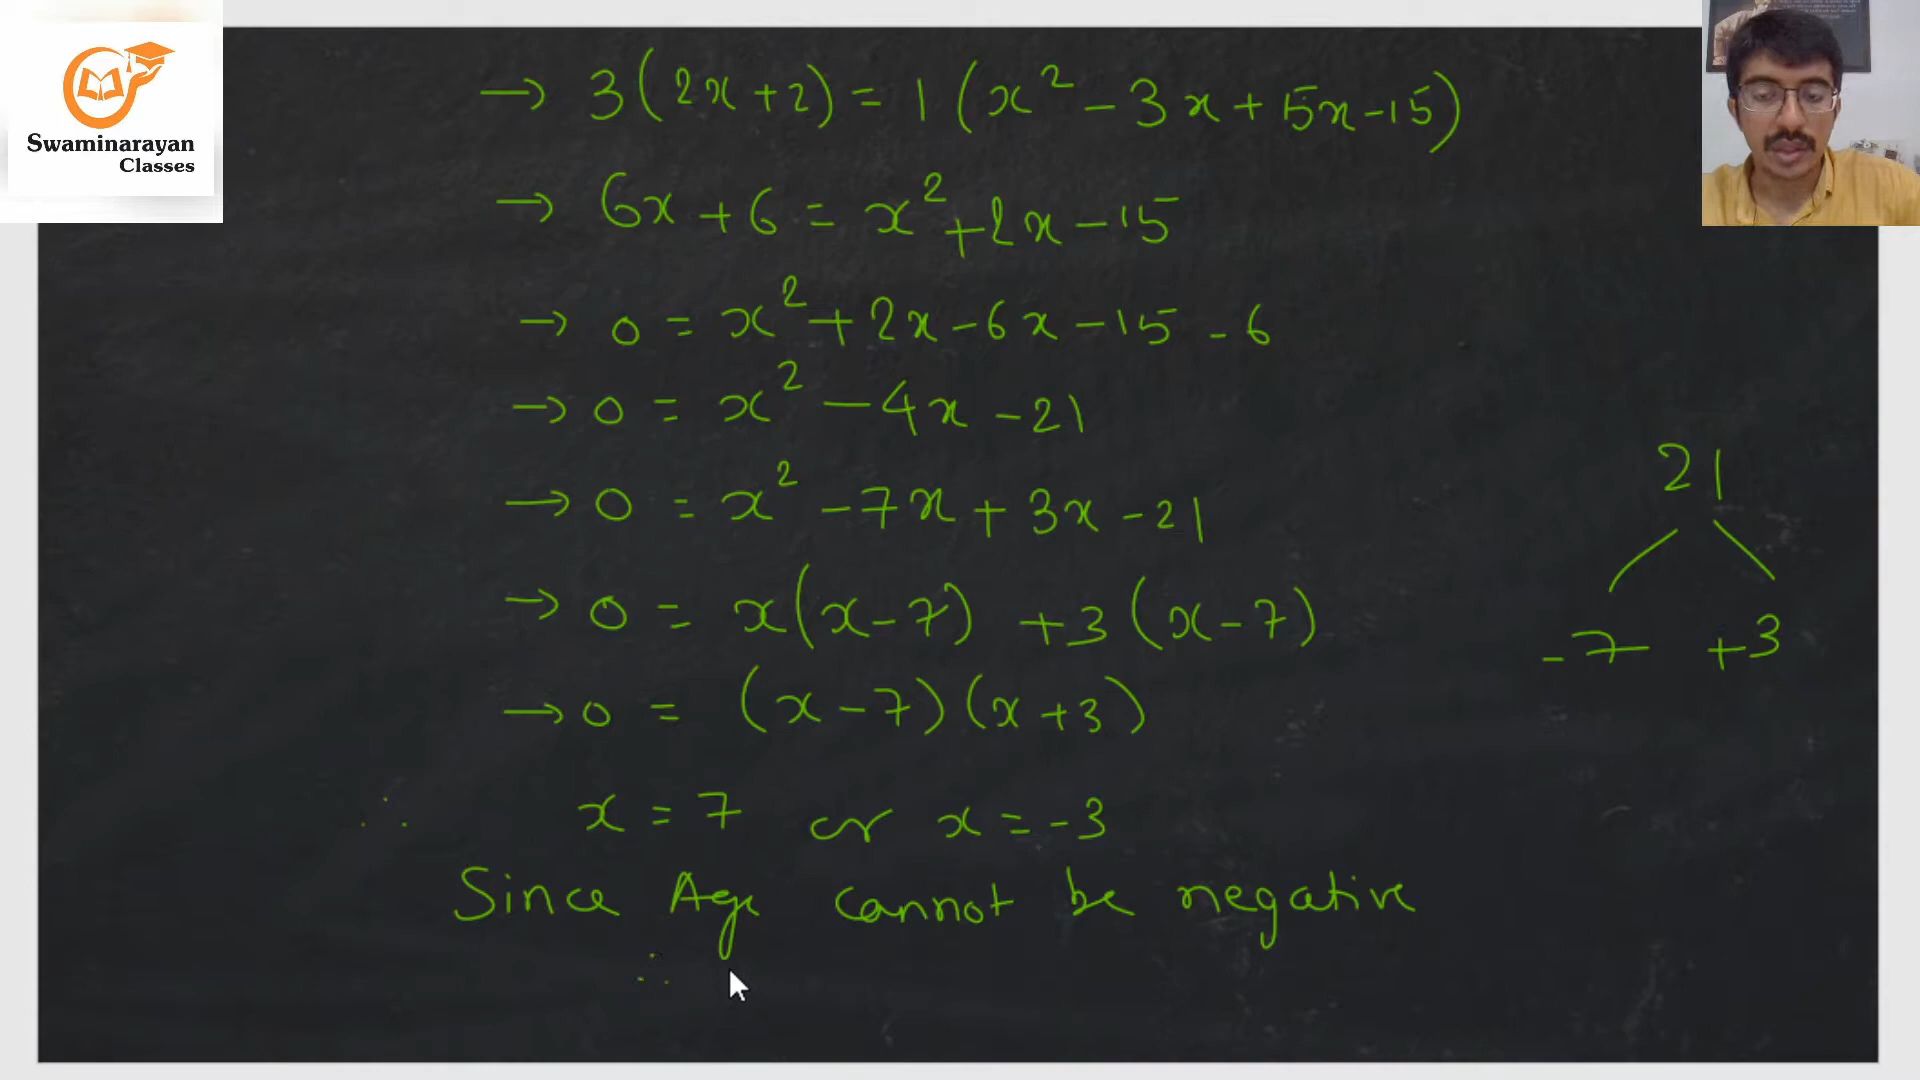 Swaminarayan
Classes
→ 3(2x+2) = 1(x² - 3x + 5x - 15)
→ 6x + 6 = x² + 2x - 15
→ 0 = x² + 2x - 6x - 15 - 6
→ 0 = x² - 4x - 21
→ 0 = x² - 7x + 3x - 21
→ 0 = x(x-7) + 3(x-7)
→ 0 = (x-7)(x+3)
21
-7 +3
∴ x = 7 or x = -3
Since Age cannot be negative
∴